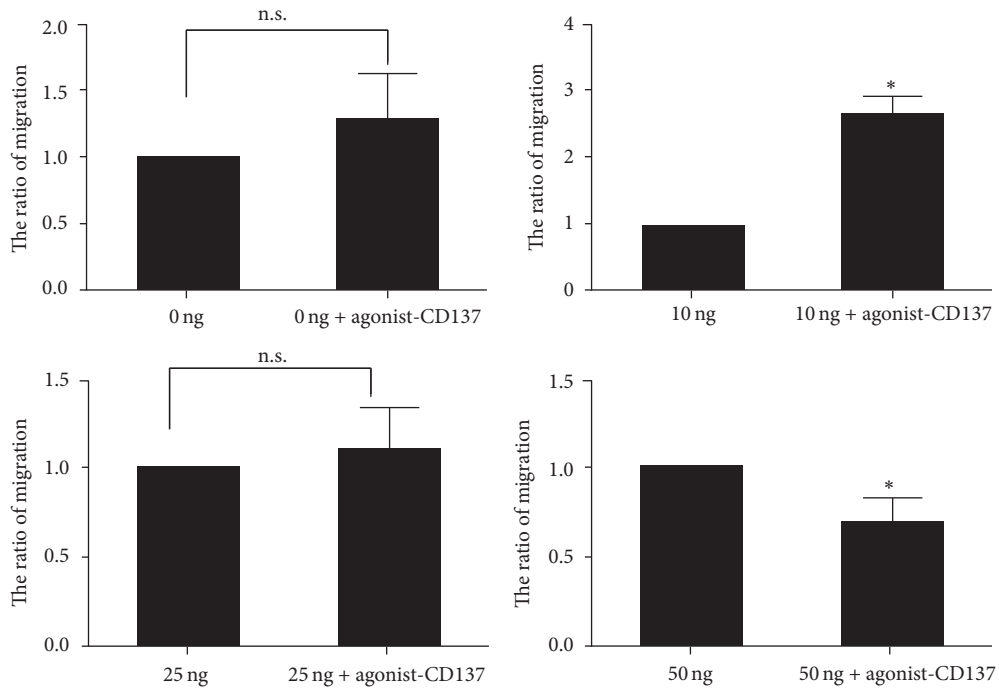 n.s.
The ratio of migration
2.0
1.5
1.0
0.5
0.0
0 ng
0 ng + agonist-CD137
The ratio of migration
4
3
2
1
0
*
10 ng
10 ng + agonist-CD137
n.s.
The ratio of migration
1.5
1.0
0.5
0.0
25 ng
25 ng + agonist-CD137
The ratio of migration
1.5
1.0
0.5
0.0
*
50 ng
50 ng + agonist-CD137